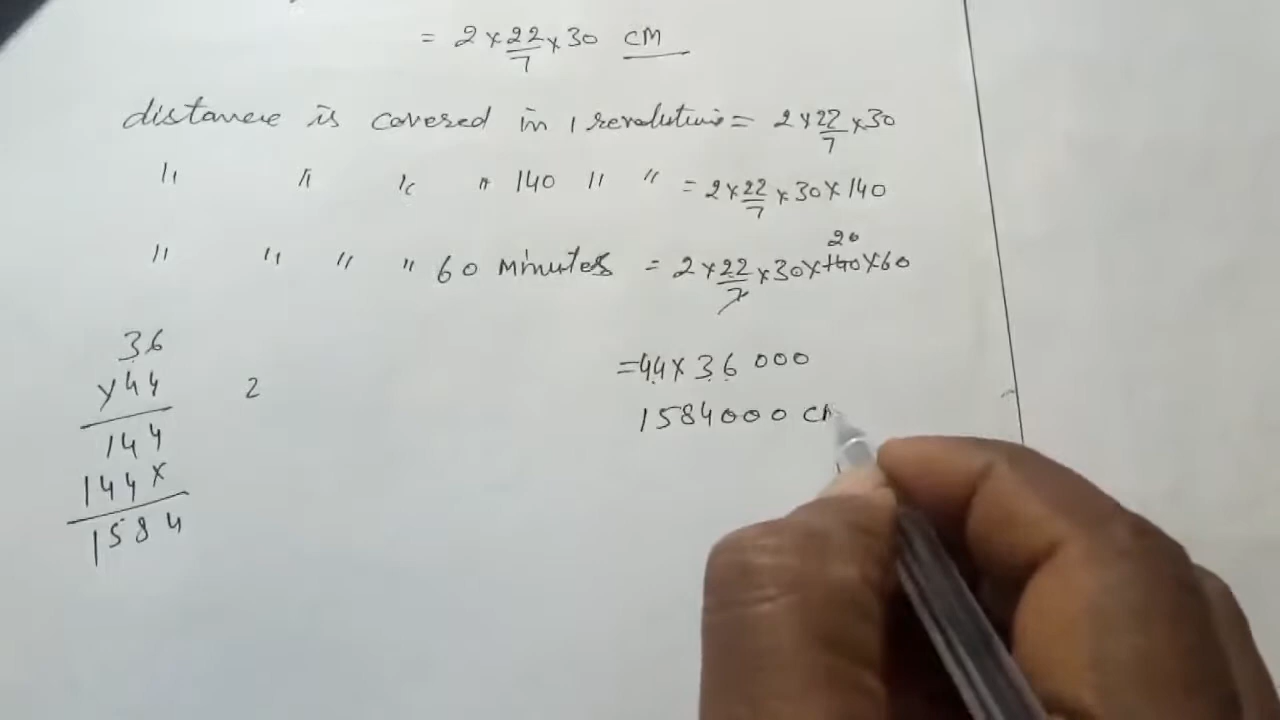 = 2 × 22/7 × 30 CM
distance is covered in 1 revolution = 2 × 22/7 × 30
" " " " 140 " " = 2 × 22/7 × 30 × 140
" " " " 60 minutes = 2 × 22/7 × 30 × 140 × 60
20
= 44 × 36 000
1584000 CM
36
× 44
2
144
144×
1584